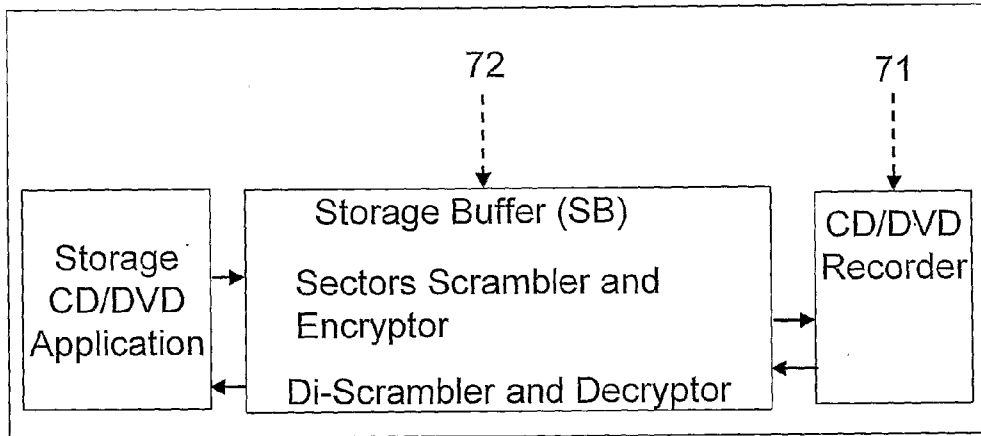 72
71
Storage
CD/DVD
Application
Storage Buffer (SB)
Sectors Scrambler and
Encryptor
Di-Scrambler and Decryptor
CD/DVD
Recorder